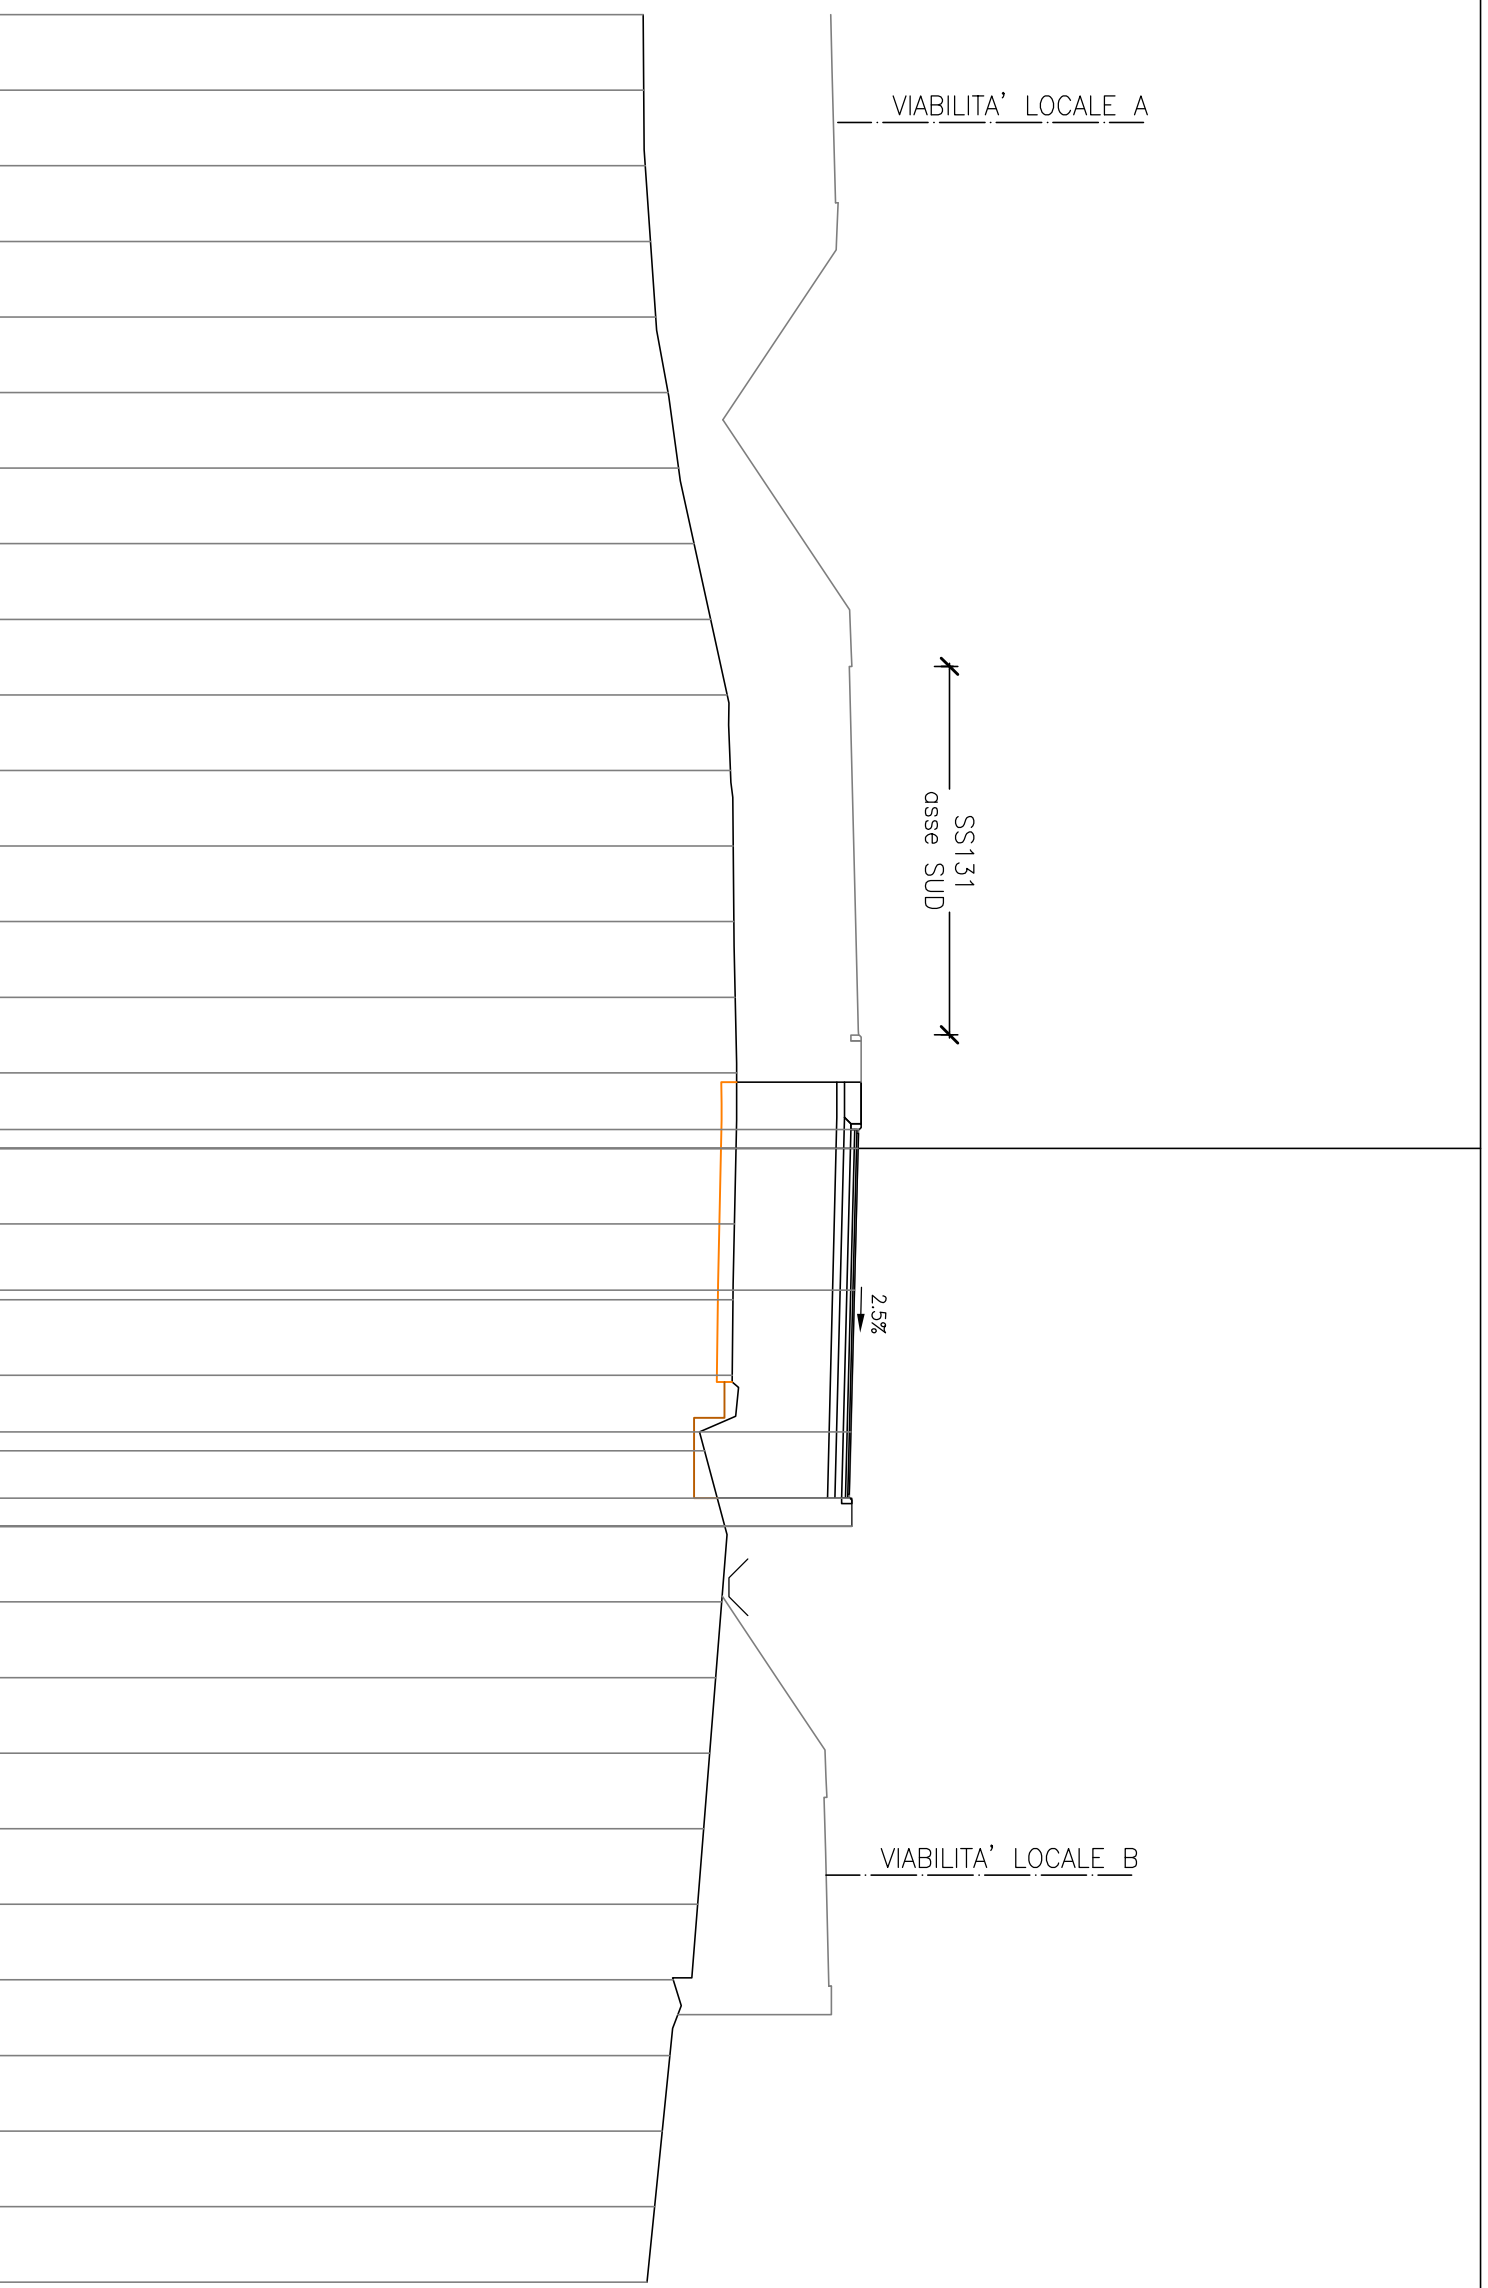 VIABILITA' LOCALE A
SS131
asse SUD
2.5%
VIABILITA' LOCALE B